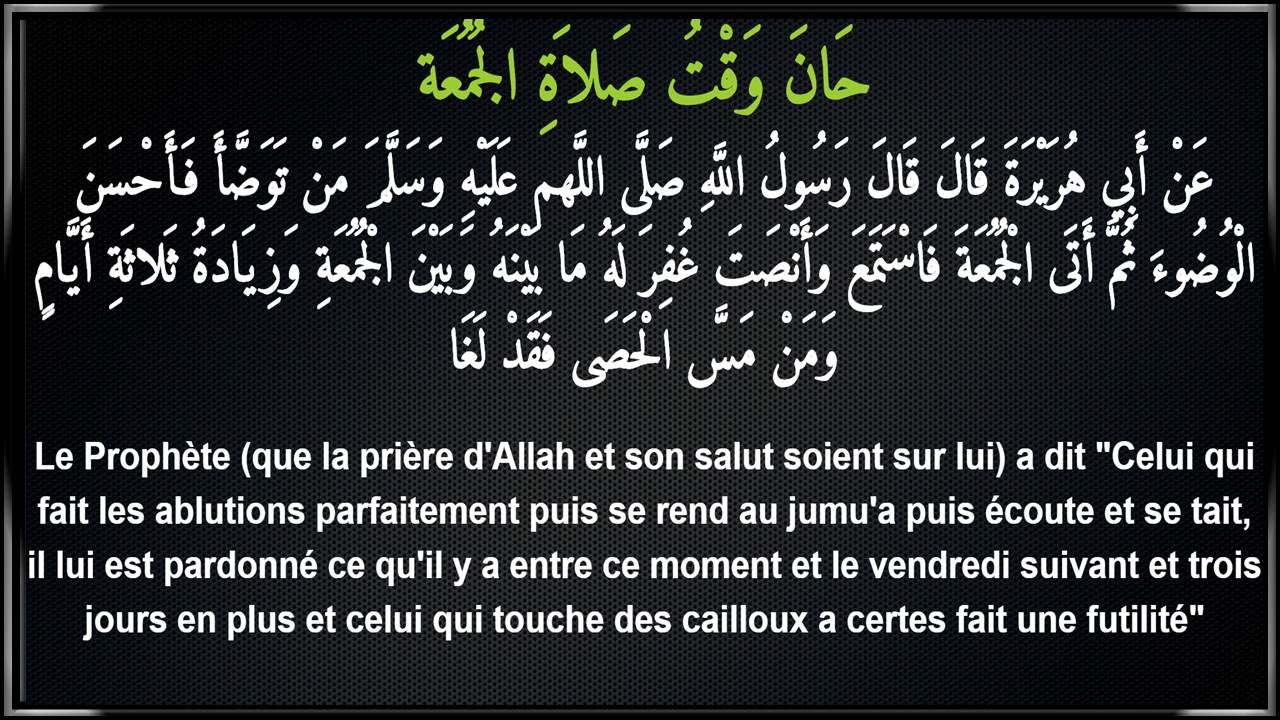 حَانَ وَقْتُ صَلاَةِ الجُمُعَة
عَنْ أَبِي هُرَيْرَةَ قَالَ قَالَ رَسُولُ اللَّهِ صَلَّى اللَّهم عَلَيْهِ وَسَلَّمَ مَنْ تَوَضَّأَ فَأَحْسَنَ
الْوُضُوءَ ثُمَّ أَتَى الْجُمُعَةَ فَاسْتَمَعَ وَأَنْصَتَ غُفِرَ لَهُ مَا بَيْنَهُ وَبَيْنَ الْجُمُعَةِ وَزِيَادَةُ ثَلاثَةِ أَيَّامٍ
وَمَنْ مَسَّ الْحَصَى فَقَدْ لَغَا
Le Prophète (que la prière d'Allah et son salut soient sur lui) a dit "Celui qui
fait les ablutions parfaitement puis se rend au jumu'a puis écoute et se tait,
il lui est pardonné ce qu'il y a entre ce moment et le vendredi suivant et trois
jours en plus et celui qui touche des cailloux a certes fait une futilité"